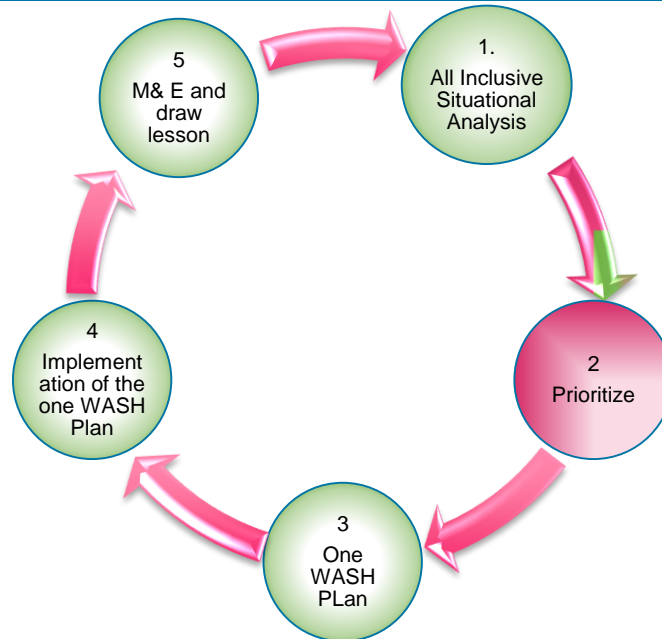 1.
All Inclusive
Situational
Analysis
2
Prioritize
3
One
WASH
PLan
4
Implement
ation of the
one WASH
Plan
5
M& E and
draw
lesson